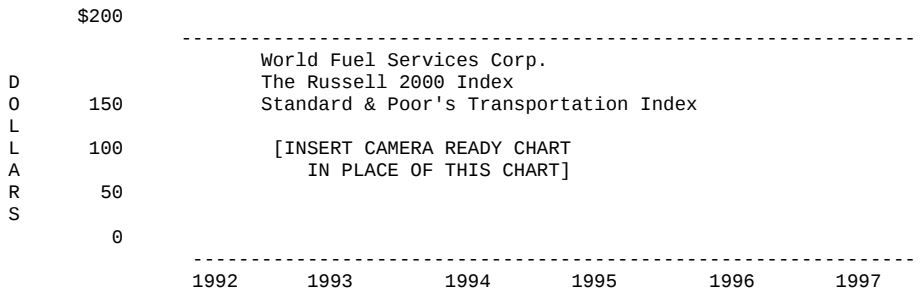 $200
--------------------------------------------------------------------
World Fuel Services Corp.
D The Russell 2000 Index
O 150 Standard & Poor's Transportation Index
L
L 100 [INSERT CAMERA READY CHART
A IN PLACE OF THIS CHART]
R 50
S
0
-------------------------------------------------------------------
1992 1993 1994 1995 1996 1997